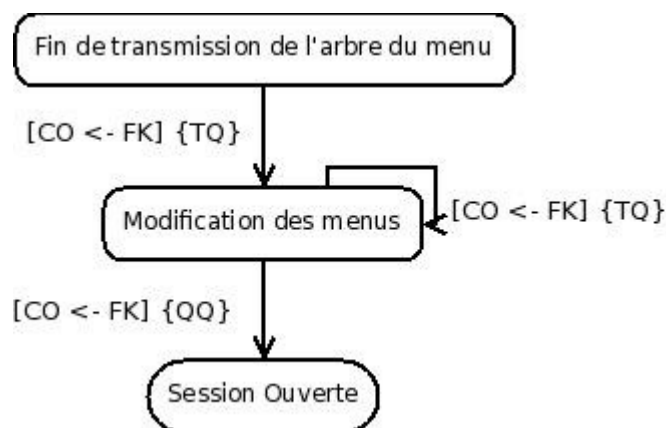 Fin de transmission de l'arbre du menu
[CO <- FK] {TQ}
Modification des menus
[CO <- FK] {TQ}
[CO <- FK] {QQ}
Session Ouverte